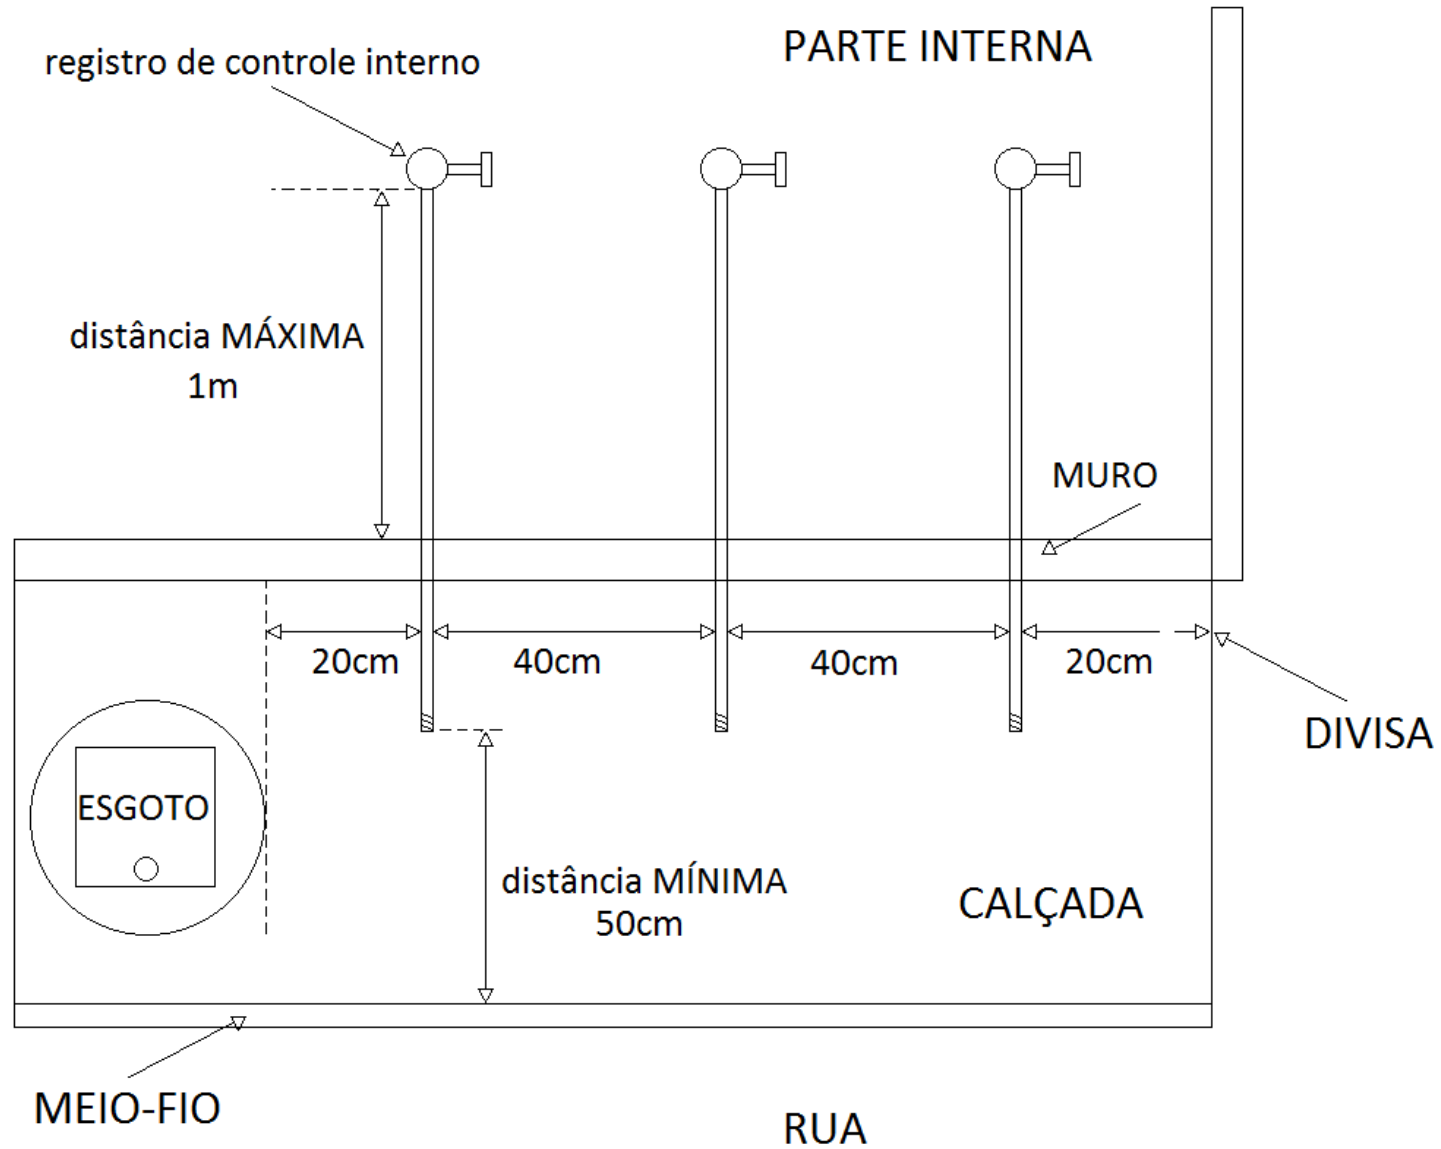 PARTE INTERNA
registro de controle interno
distância MÁXIMA
1m
MURO
20cm
40cm
40cm
20cm
DIVISA
ESGOTO
distância MÍNIMA
50cm
CALÇADA
MEIO-FIO
RUA